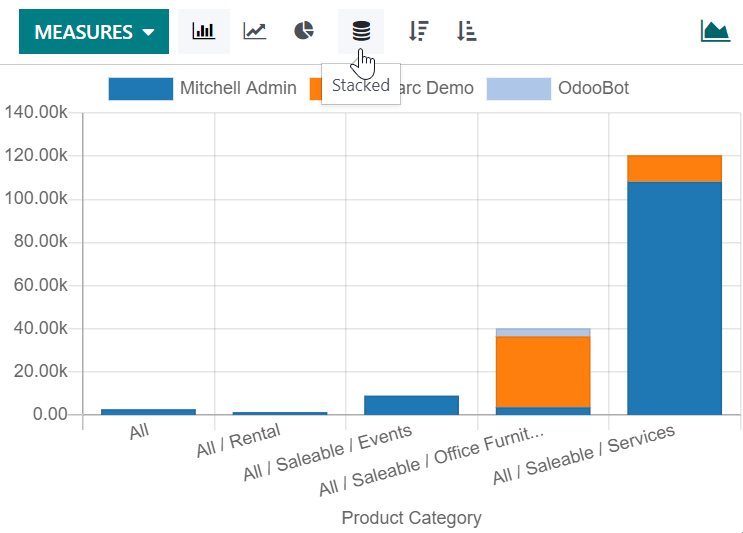 MEASURES
Stacked
Mitchell Admin arc Demo OdooBot
140.00k
120.00k
100.00k
80.00k
60.00k
40.00k
20.00k
0.00
All
All / Rental
All / Saleable / Events
All / Saleable / Office Furnit...
All / Saleable / Services
Product Category